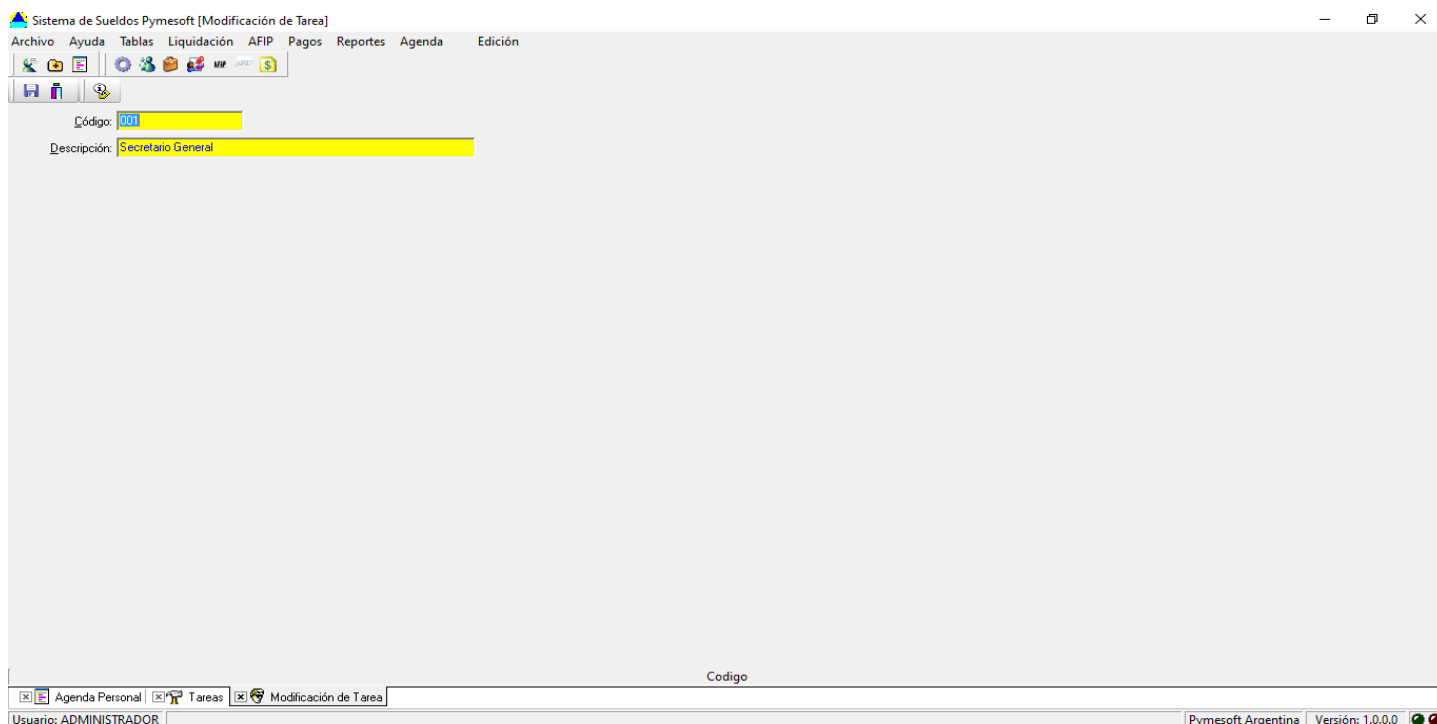 Sistema de Sueldos Pymesoft [Modificación de Tarea]
Archivo Ayuda Tablas Liquidación AFIP Pagos Reportes Agenda Edición
Código: 001
Descripción: Secretario General
Codigo
Agenda Personal Tareas Modificación de Tarea
Usuario: ADMINISTRADOR Pymesoft Argentina Versión: 1.0.0.0